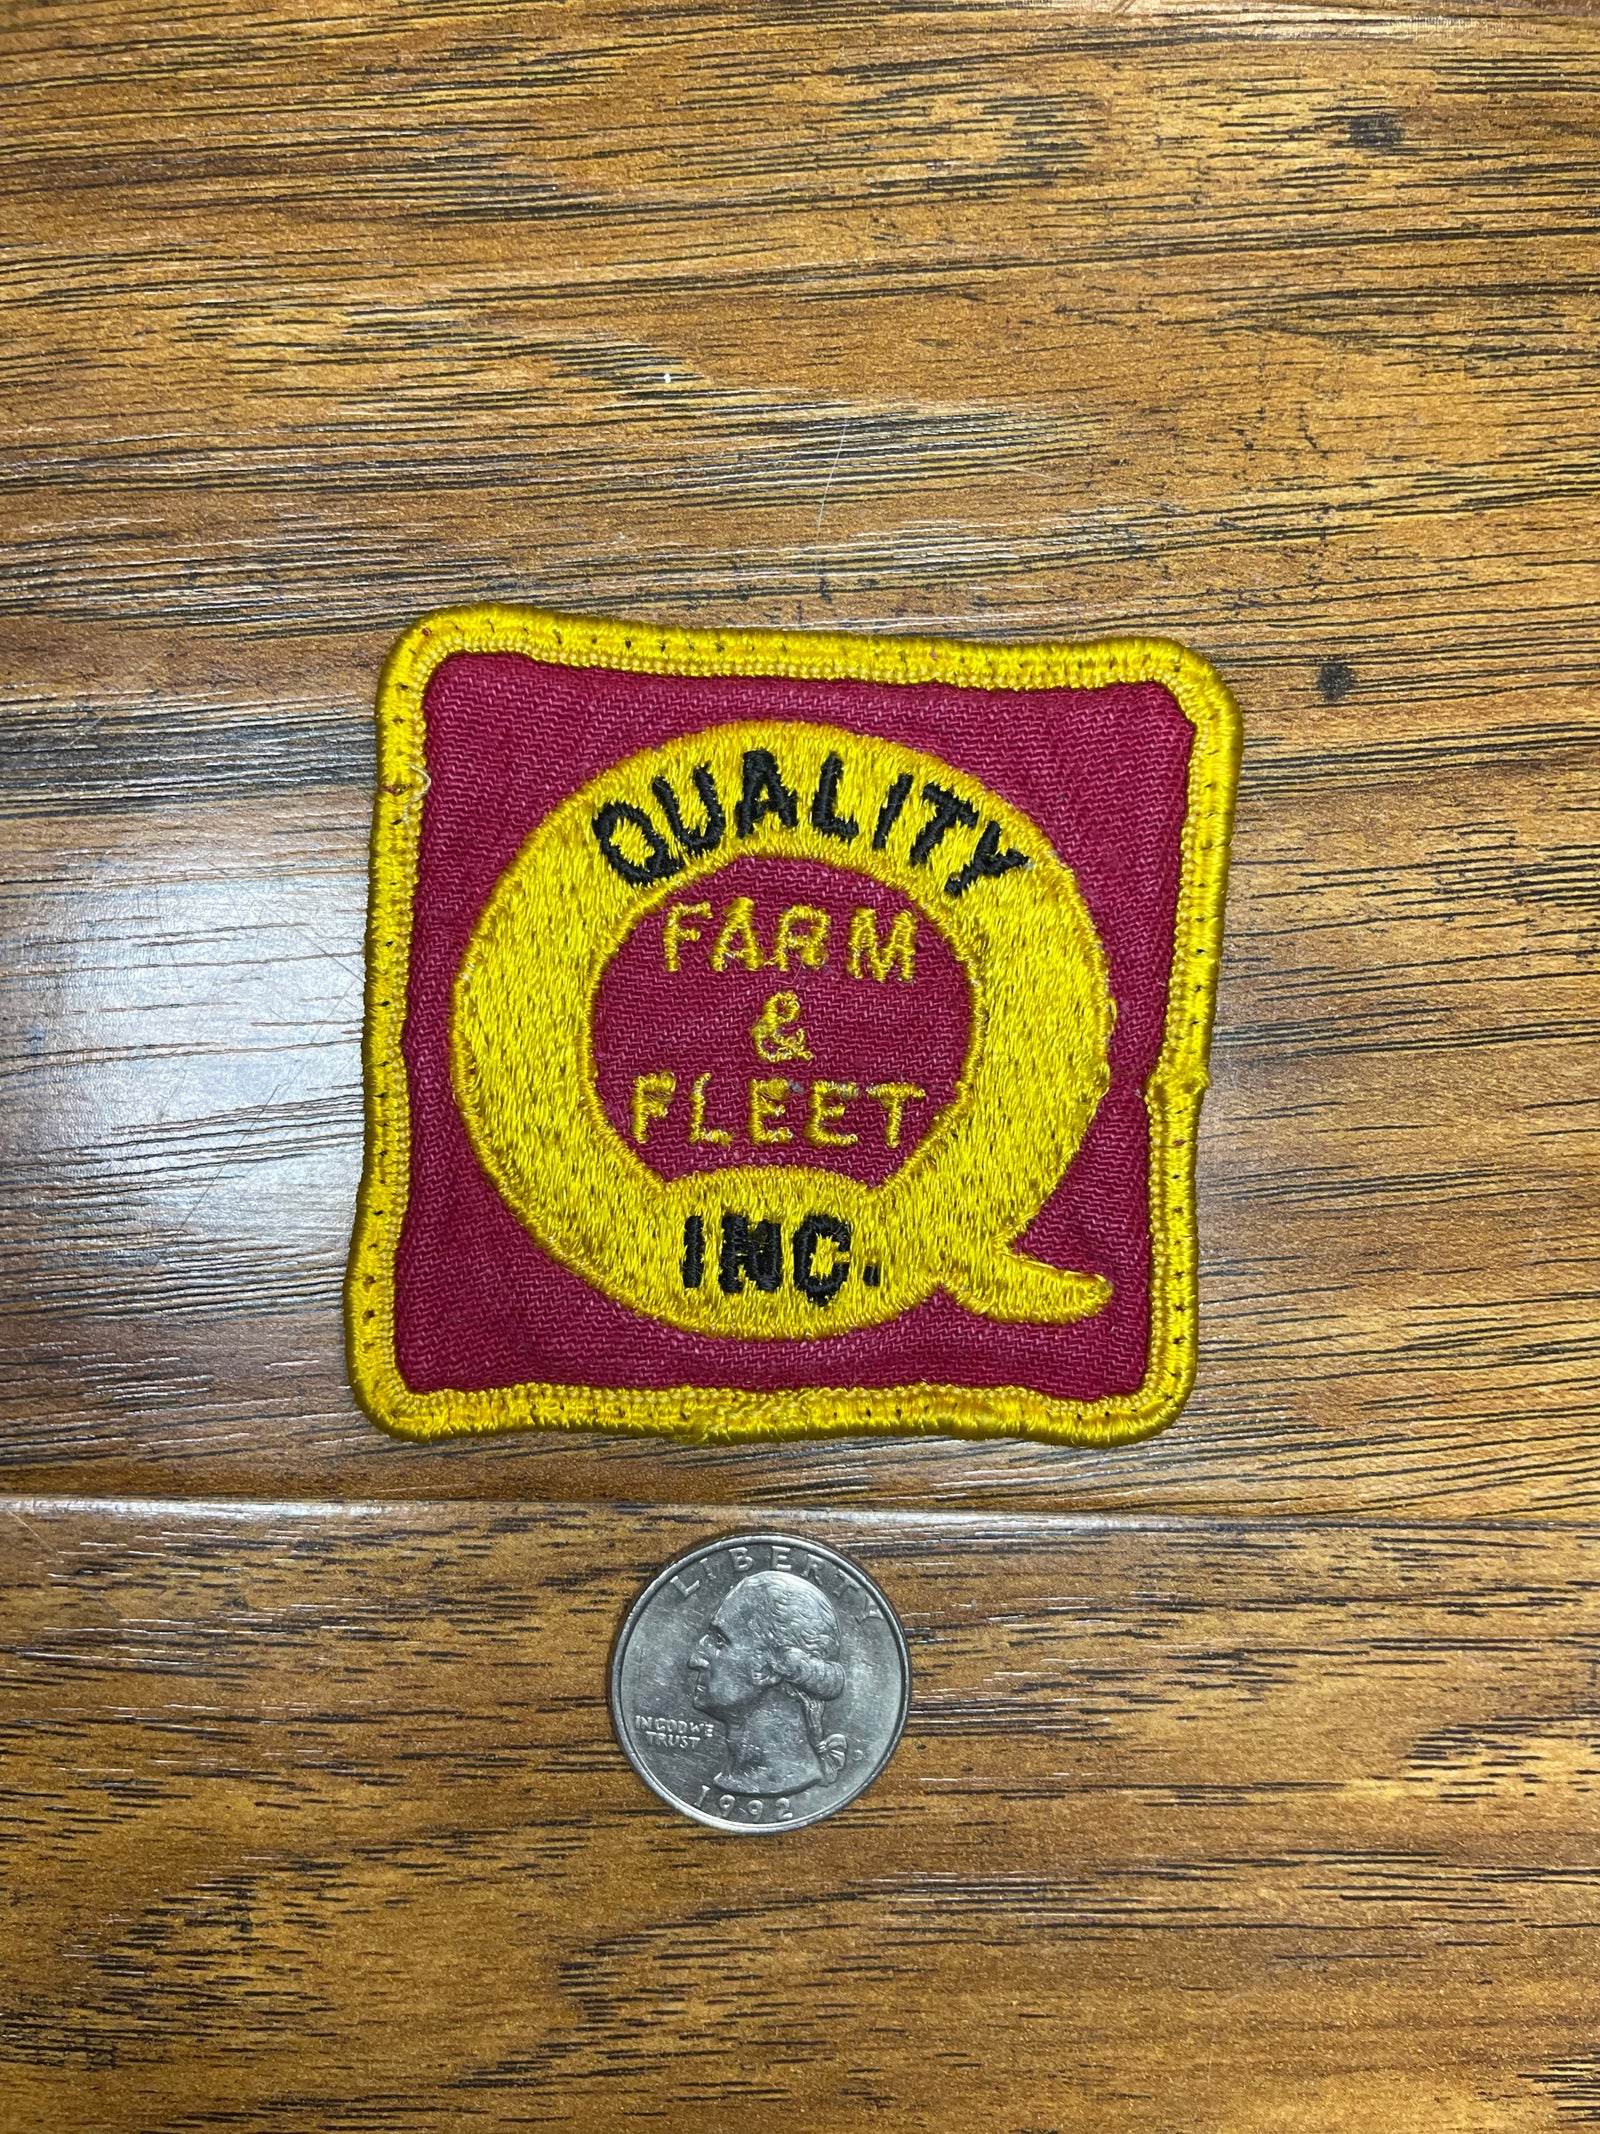 QUALITY
FARM
&
FLEET
INC.
LIBERTY
IN GOD WE
TRUST
D
1992